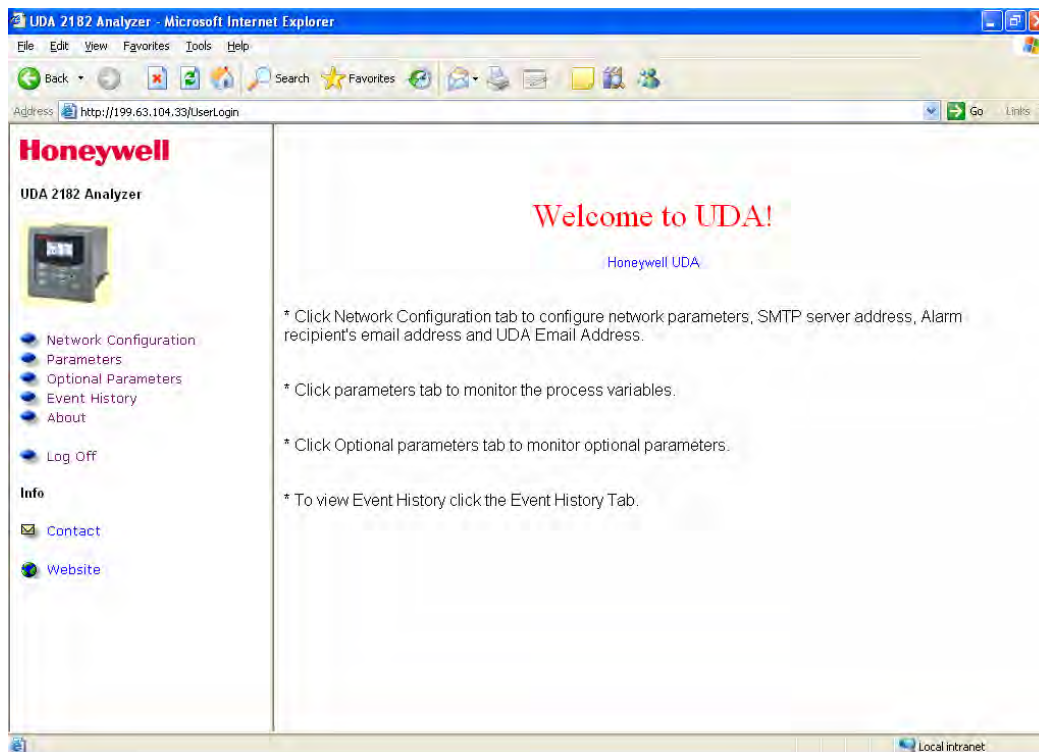 UDA 2182 Analyzer - Microsoft Internet Explorer
File Edit View Favorites Tools Help
Back Search Favorites
Address http://199.63.104.33/UserLogin Go Links
Honeywell
UDA 2182 Analyzer
Network Configuration
Parameters
Optional Parameters
Event History
About
Log Off
Info
Contact
Website
Welcome to UDA!
Honeywell UDA
* Click Network Configuration tab to configure network parameters, SMTP server address, Alarm
recipient's email address and UDA Email Address.
* Click parameters tab to monitor the process variables.
* Click Optional parameters tab to monitor optional parameters.
* To view Event History click the Event History Tab.
Local intranet